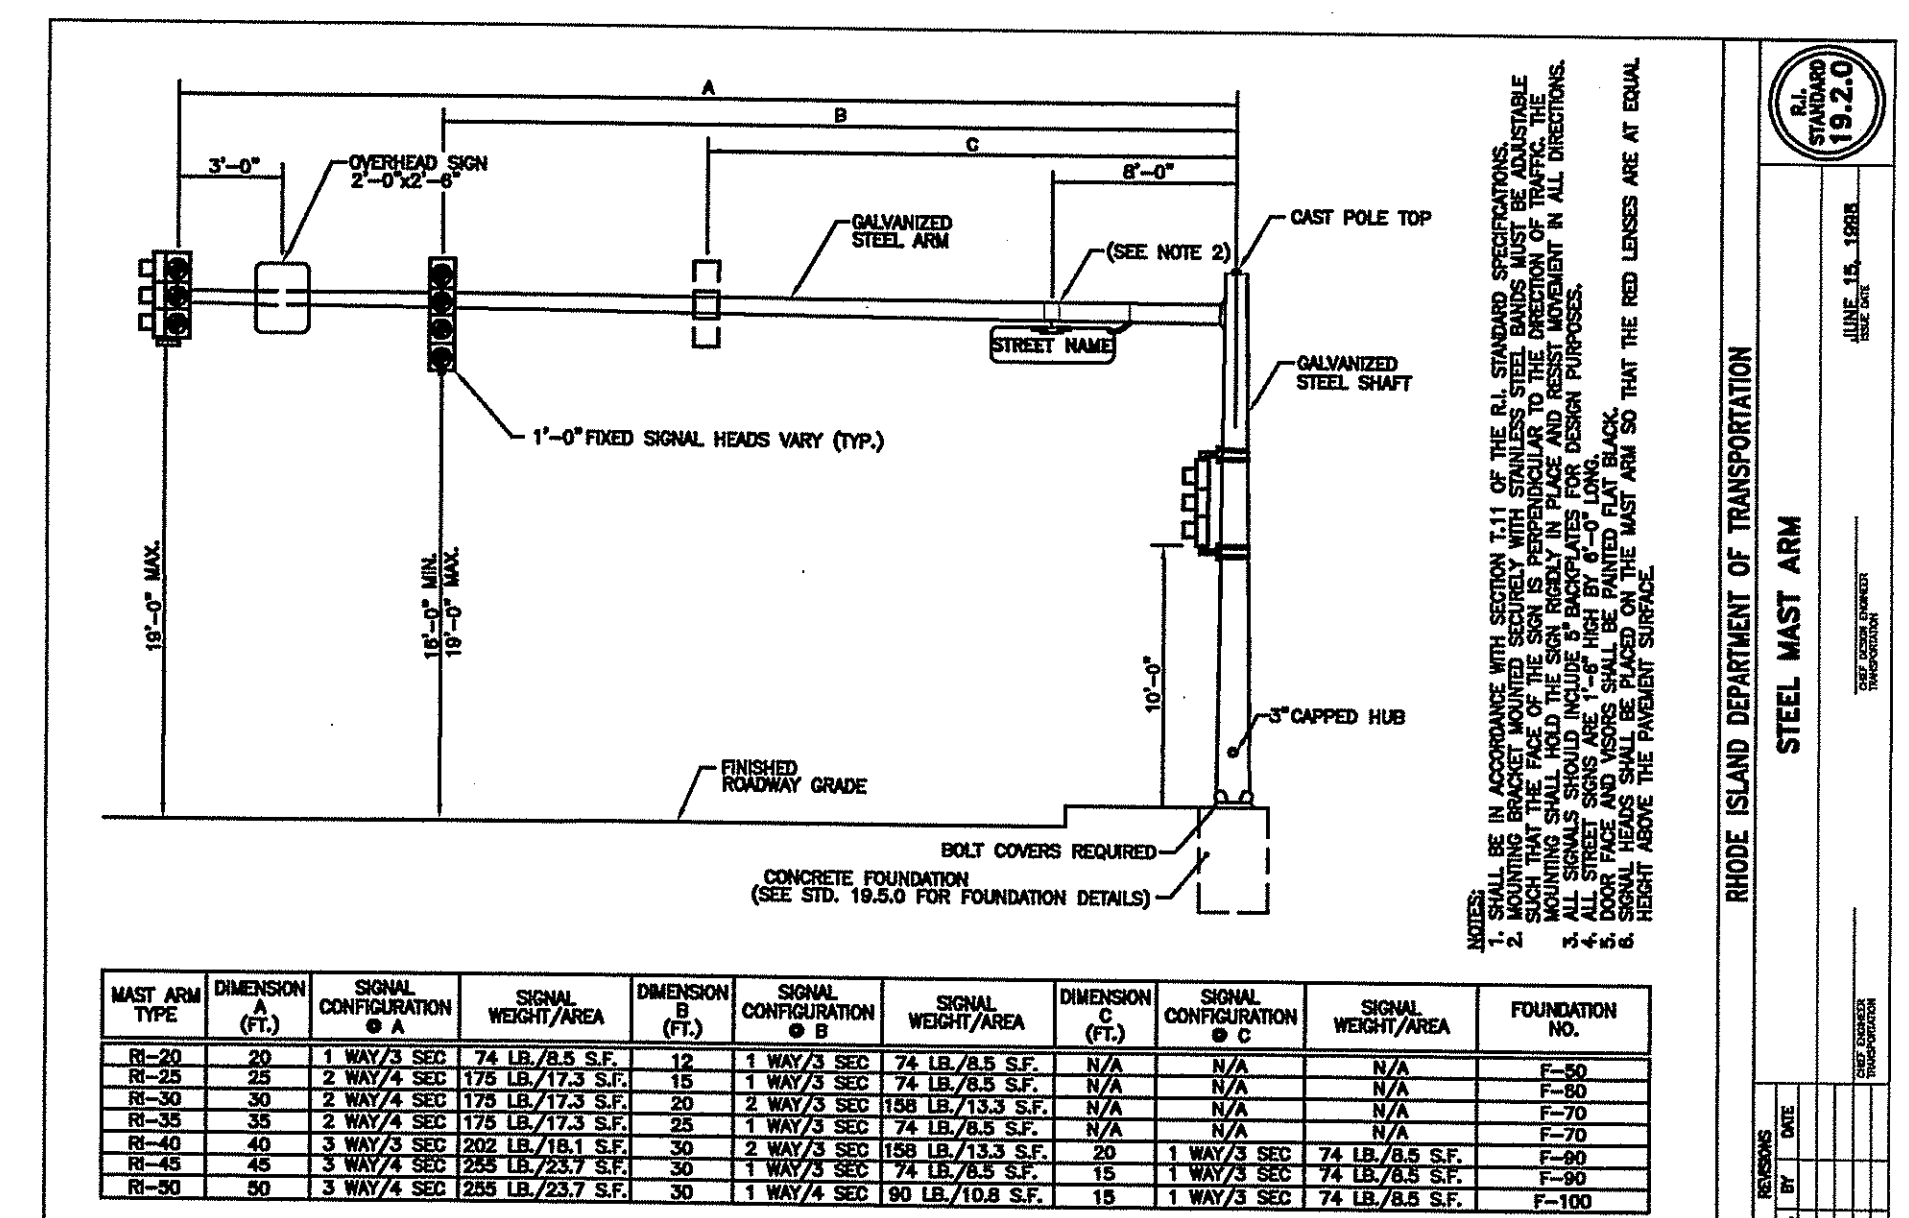 A
B
C
3'-0"
8'-0"
OVERHEAD SIGN
2'-0"x2'-6"
GALVANIZED
STEEL ARM
(SEE NOTE 2)
CAST POLE TOP
STREET NAME
GALVANIZED
STEEL SHAFT
1'-0" FIXED SIGNAL HEADS VARY (TYP.)
19'-0" MAX.
16'-0" MIN.
19'-0" MAX.
10'-0"
3" CAPPED HUB
FINISHED
ROADWAY GRADE
BOLT COVERS REQUIRED
CONCRETE FOUNDATION
(SEE STD. 19.5.0 FOR FOUNDATION DETAILS)
NOTES:
1. SHALL BE IN ACCORDANCE WITH SECTION T.11 OF THE R.I. STANDARD SPECIFICATIONS.
2. MOUNTING BRACKET MOUNTED SECURELY WITH STAINLESS STEEL BANDS MUST BE ADJUSTABLE
SUCH THAT THE FACE OF THE SIGN IS PERPENDICULAR TO THE DIRECTION OF TRAFFIC. THE
MOUNTING SHALL HOLD THE SIGN RIGIDLY IN PLACE AND RESIST MOVEMENT IN ALL DIRECTIONS.
3. ALL SIGNALS SHOULD INCLUDE 5" BACKPLATES FOR DESIGN PURPOSES.
4. ALL STREET SIGNS ARE 1'-6" HIGH BY 6'-0" LONG.
5. DOOR FACE AND VISORS SHALL BE PAINTED FLAT BLACK.
6. SIGNAL HEADS SHALL BE PLACED ON THE MAST ARM SO THAT THE RED LENSES ARE AT EQUAL
HEIGHT ABOVE THE PAVEMENT SURFACE.
MAST ARM TYPE DIMENSION A (FT.) SIGNAL CONFIGURATION @ A SIGNAL WEIGHT/AREA DIMENSION B (FT.) SIGNAL CONFIGURATION @ B SIGNAL WEIGHT/AREA DIMENSION C (FT.) SIGNAL CONFIGURATION @ C SIGNAL WEIGHT/AREA FOUNDATION NO.
RI-20 20 1 WAY/3 SEC 74 LB./8.5 S.F. 12 1 WAY/3 SEC 74 LB./8.5 S.F. N/A N/A N/A F-50
RI-25 25 2 WAY/4 SEC 175 LB./17.3 S.F. 15 1 WAY/3 SEC 74 LB./8.5 S.F. N/A N/A N/A F-60
RI-30 30 2 WAY/4 SEC 175 LB./17.3 S.F. 20 2 WAY/3 SEC 158 LB./13.3 S.F. N/A N/A N/A F-70
RI-35 35 2 WAY/4 SEC 175 LB./17.3 S.F. 25 1 WAY/3 SEC 74 LB./8.5 S.F. N/A N/A N/A F-70
RI-40 40 3 WAY/3 SEC 202 LB./18.1 S.F. 30 2 WAY/3 SEC 158 LB./13.3 S.F. 20 1 WAY/3 SEC 74 LB./8.5 S.F. F-90
RI-45 45 3 WAY/4 SEC 255 LB./23.7 S.F. 30 1 WAY/3 SEC 74 LB./8.5 S.F. 15 1 WAY/3 SEC 74 LB./8.5 S.F. F-90
RI-50 50 3 WAY/4 SEC 255 LB./23.7 S.F. 30 1 WAY/4 SEC 90 LB./10.8 S.F. 15 1 WAY/3 SEC 74 LB./8.5 S.F. F-100
RHODE ISLAND DEPARTMENT OF TRANSPORTATION
STEEL MAST ARM
R.I.
STANDARD
19.2.0
JUNE 15, 1998
ISSUE DATE
CHIEF DESIGN ENGINEER
TRANSPORTATION
CHIEF ENGINEER
TRANSPORTATION
REVISIONS
BY DATE